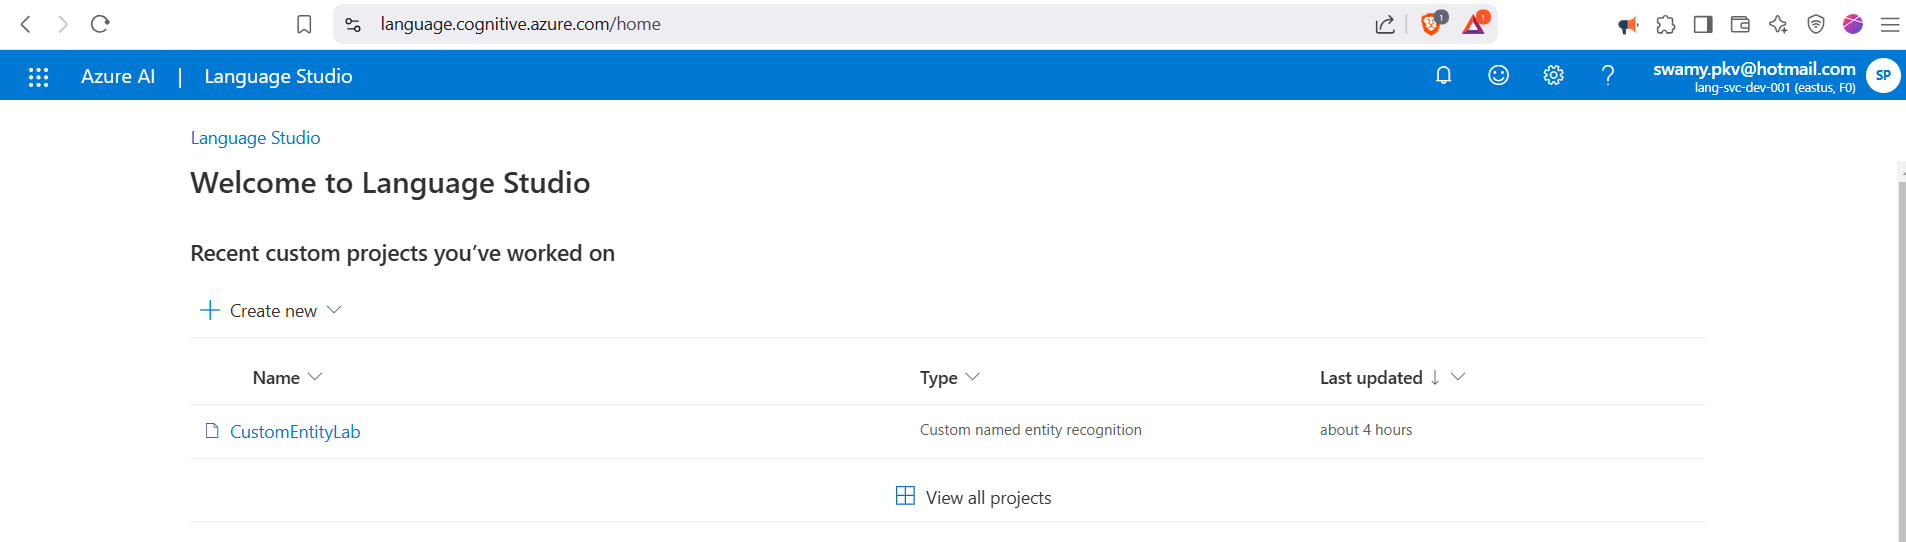 language.cognitive.azure.com/home
1
1
Azure AI | Language Studio
swamy.pkv@hotmail.com
lang-svc-dev-001 (eastus, F0)
SP
Language Studio
Welcome to Language Studio
Recent custom projects you’ve worked on
Create new
Name Type Last updated
CustomEntityLab Custom named entity recognition about 4 hours
View all projects